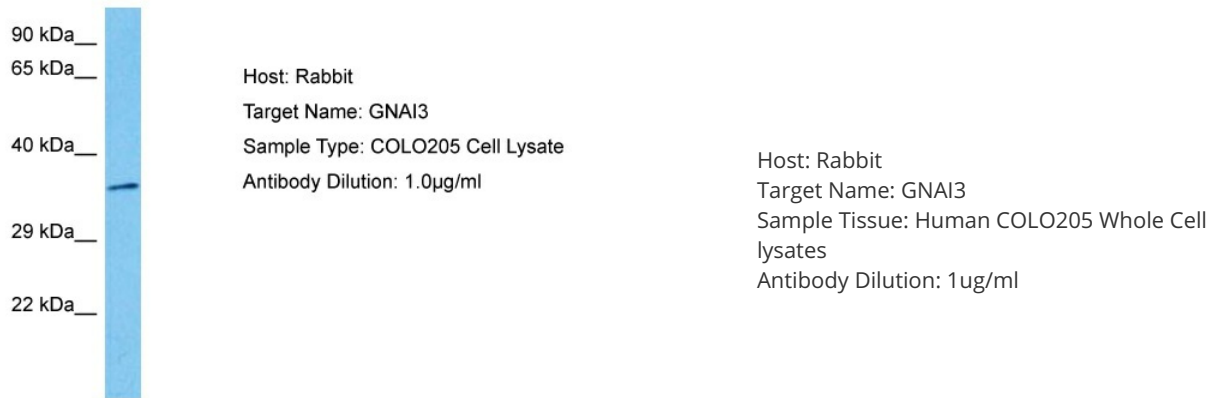 90 kDa__
65 kDa__
40 kDa__
29 kDa__
22 kDa__
Host: Rabbit
Target Name: GNAI3
Sample Type: COLO205 Cell Lysate
Antibody Dilution: 1.0µg/ml
Host: Rabbit
Target Name: GNAI3
Sample Tissue: Human COLO205 Whole Cell
lysates
Antibody Dilution: 1ug/ml